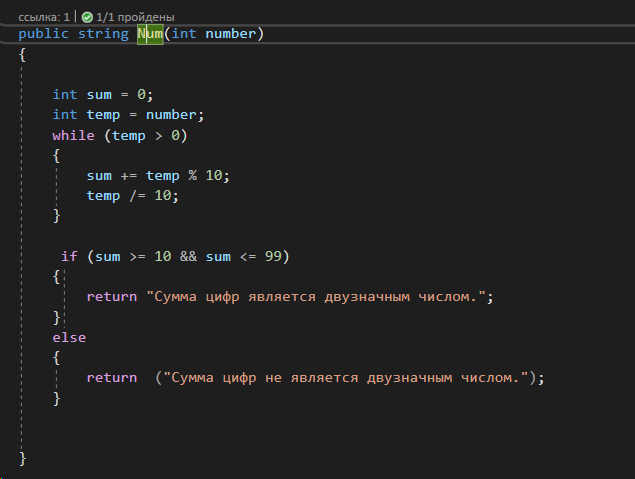 ссылка: 1 | 1/1 пройдены
public string Num(int number)
{
int sum = 0;
int temp = number;
while (temp > 0)
{
sum += temp % 10;
temp /= 10;
}
if (sum >= 10 && sum <= 99)
{
return "Сумма цифр является двузначным числом.";
}
else
{
return  ("Сумма цифр не является двузначным числом.");
}
}